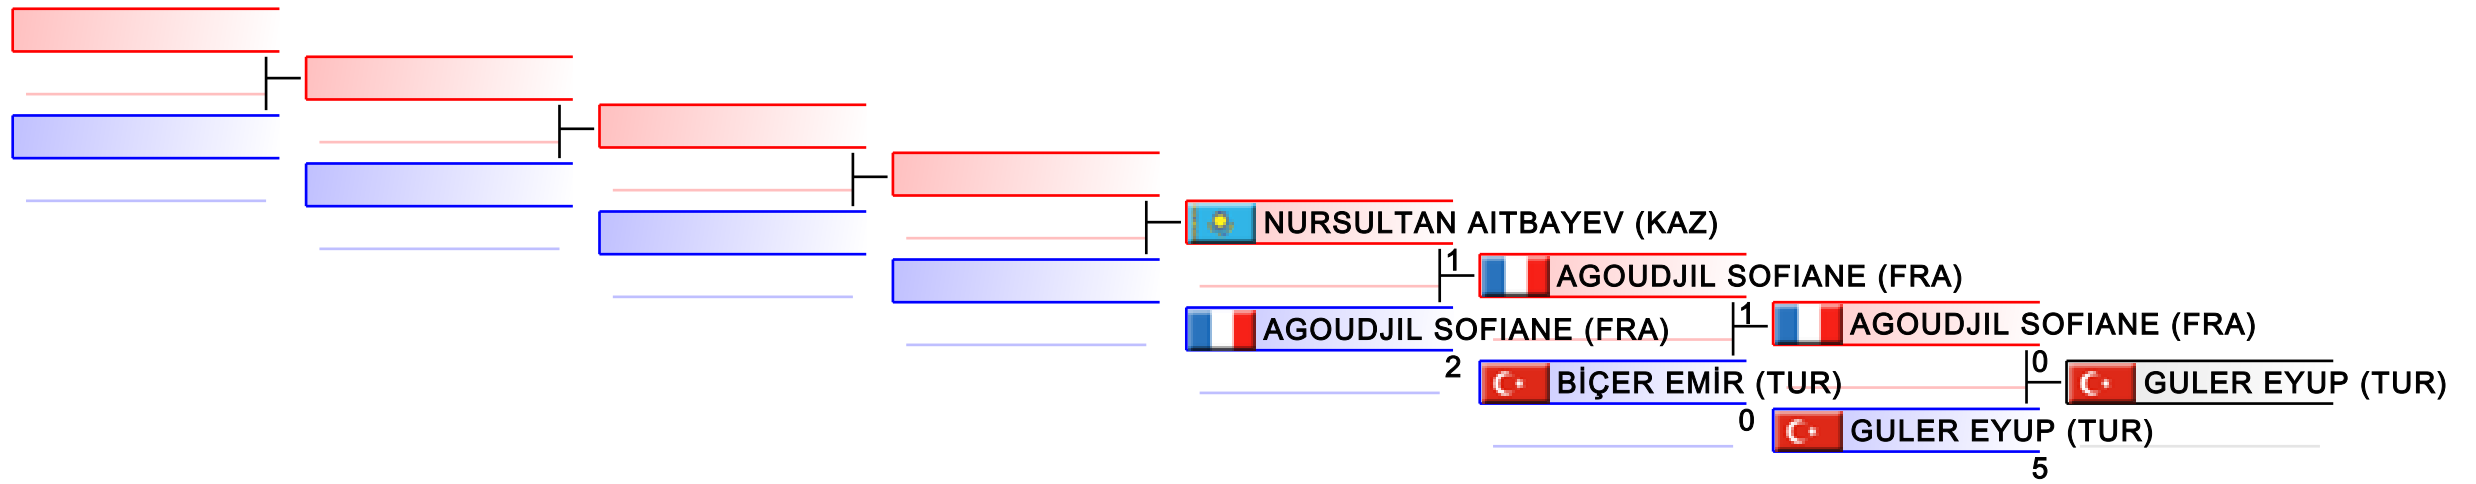 NURSULTAN AITBAYEV (KAZ)
1
AGOUDJIL SOFIANE (FRA)
2
AGOUDJIL SOFIANE (FRA)
1
BİÇER EMİR (TUR)
0
AGOUDJIL SOFIANE (FRA)
0
GULER EYUP (TUR)
5
GULER EYUP (TUR)